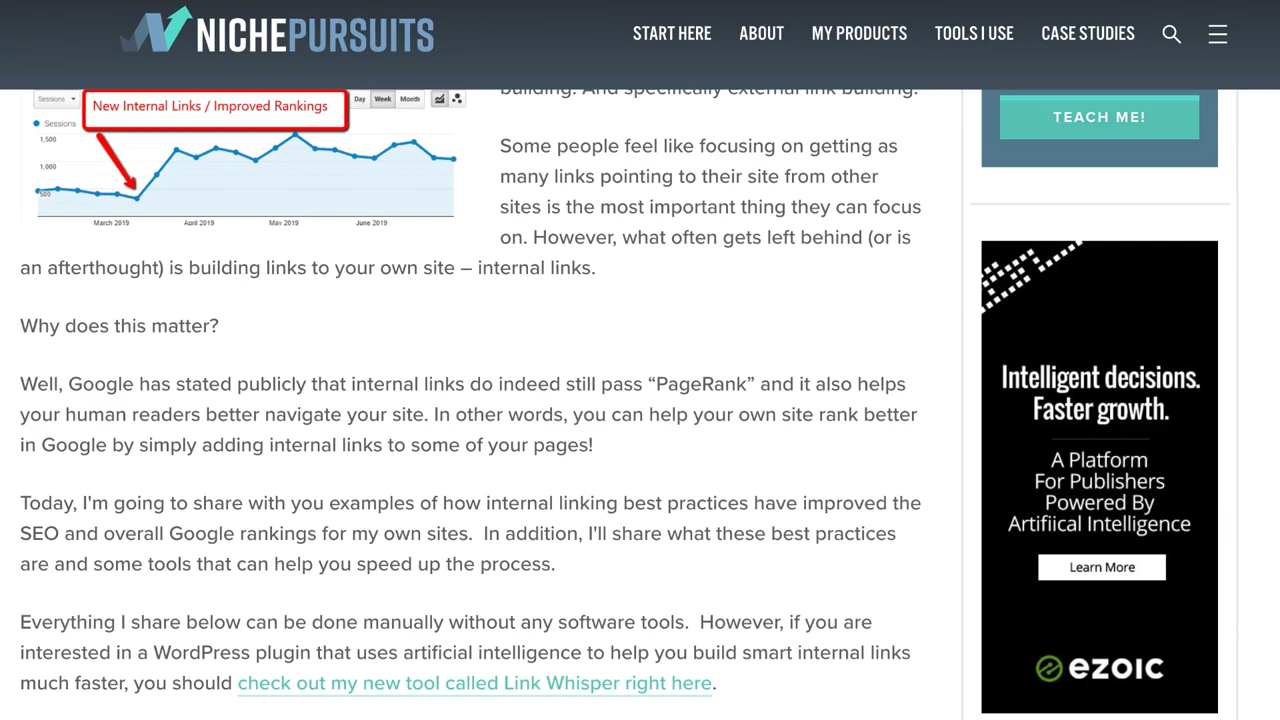 NICHEPURSUITS
START HERE
ABOUT
MY PRODUCTS
TOOLS I USE
CASE STUDIES
Sessions
New Internal Links / Improved Rankings
Day
Week
Month
Sessions
1,500
1,000
500
March 2019
April 2019
May 2019
June 2019
building. And specifically external link building.
Some people feel like focusing on getting as
many links pointing to their site from other
sites is the most important thing they can focus
on. However, what often gets left behind (or is
an afterthought) is building links to your own site – internal links.
Why does this matter?
Well, Google has stated publicly that internal links do indeed still pass “PageRank” and it also helps
your human readers better navigate your site. In other words, you can help your own site rank better
in Google by simply adding internal links to some of your pages!
Today, I'm going to share with you examples of how internal linking best practices have improved the
SEO and overall Google rankings for my own sites. In addition, I'll share what these best practices
are and some tools that can help you speed up the process.
Everything I share below can be done manually without any software tools. However, if you are
interested in a WordPress plugin that uses artificial intelligence to help you build smart internal links
much faster, you should check out my new tool called Link Whisper right here.
TEACH ME!
Intelligent decisions.
Faster growth.
A Platform
For Publishers
Powered By
Artifiical Intelligence
Learn More
ezoic